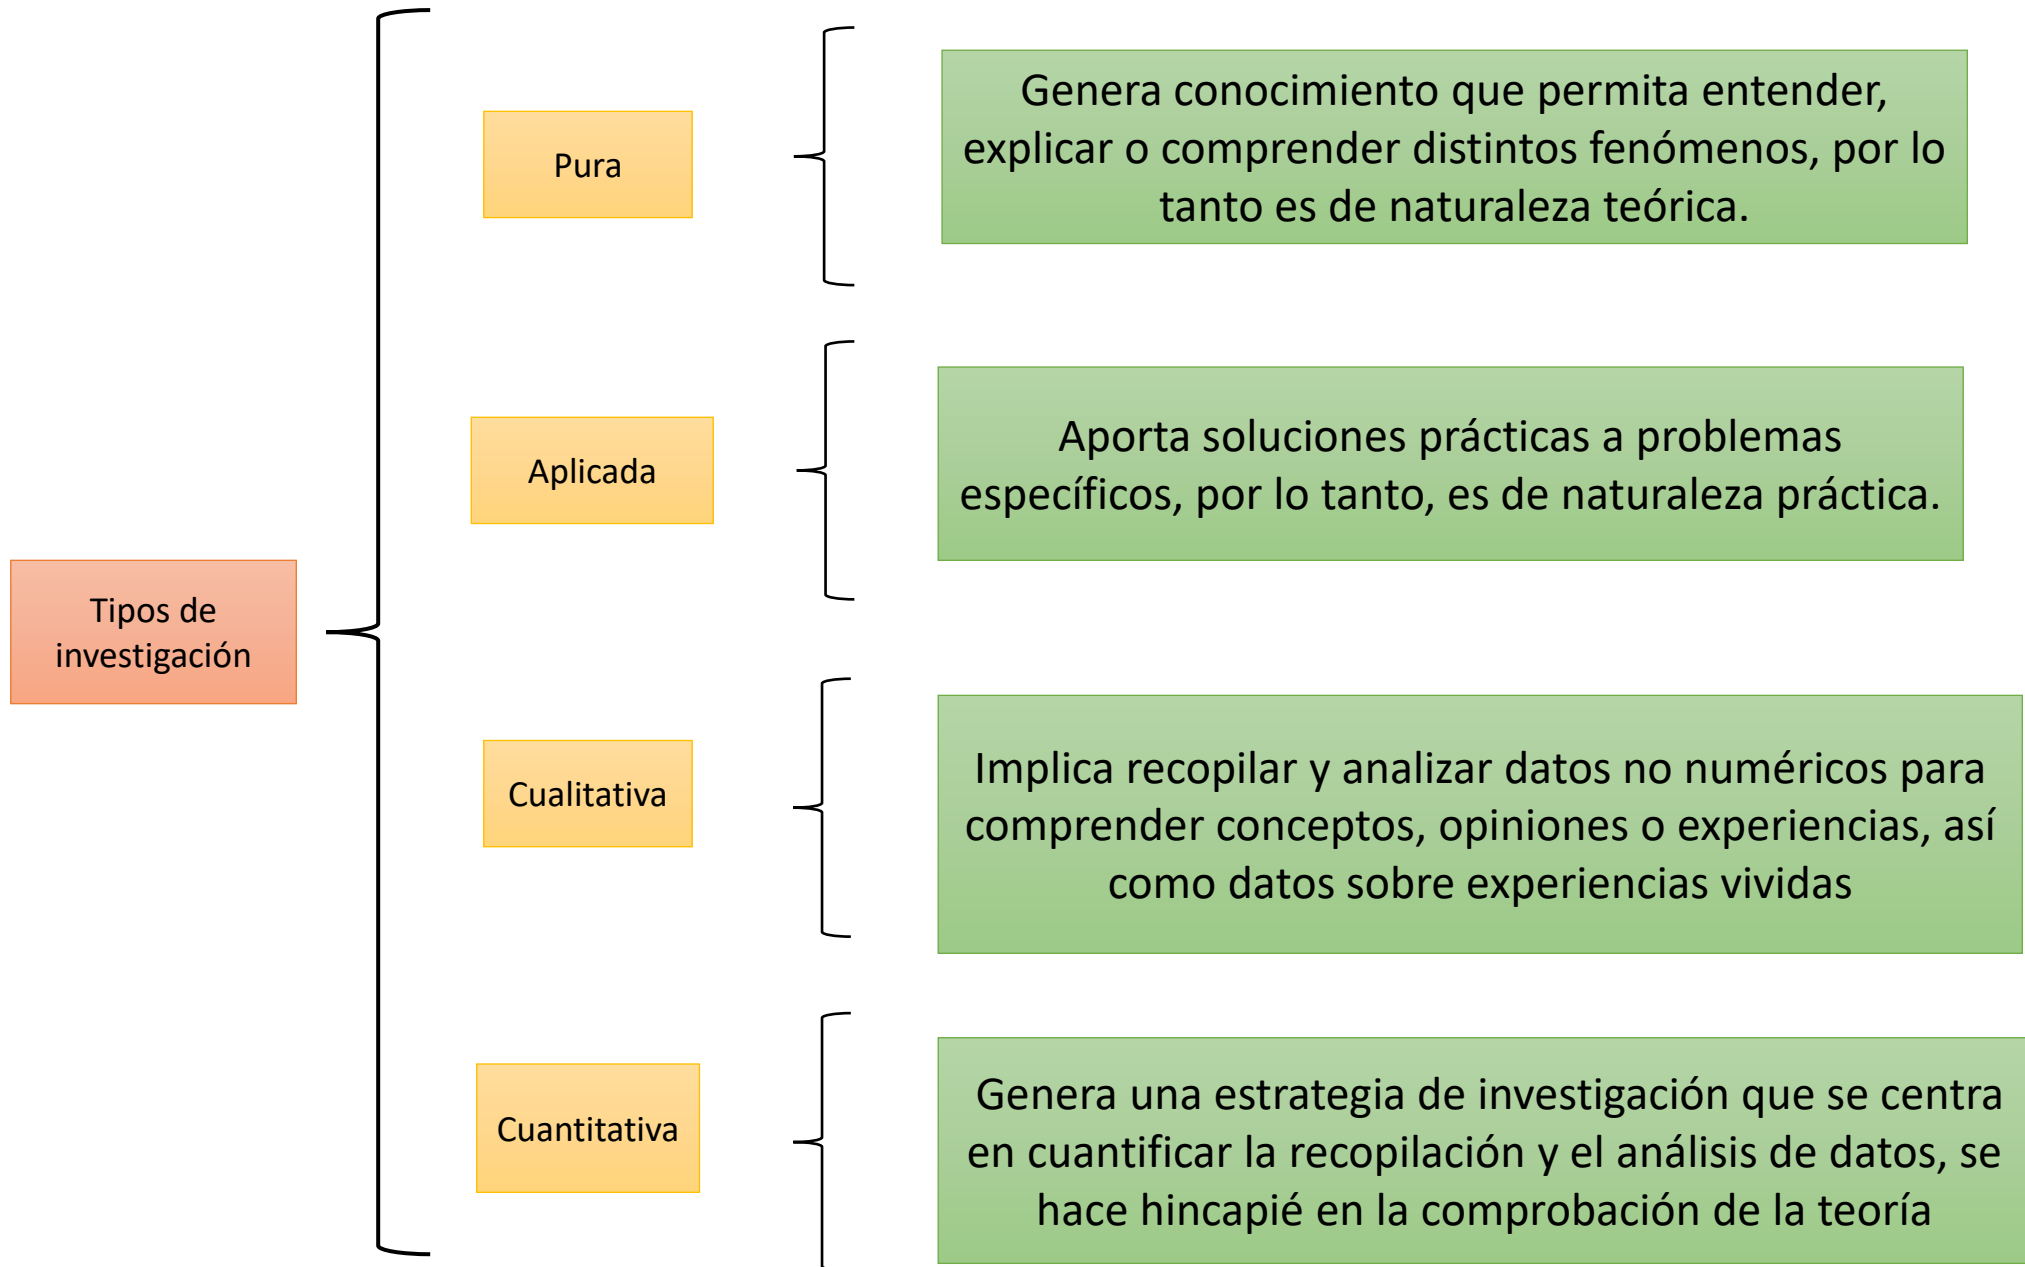 Tipos de
investigación
Pura
Genera conocimiento que permita entender,
explicar o comprender distintos fenómenos, por lo
tanto es de naturaleza teórica.
Aplicada
Aporta soluciones prácticas a problemas
específicos, por lo tanto, es de naturaleza práctica.
Cualitativa
Implica recopilar y analizar datos no numéricos para
comprender conceptos, opiniones o experiencias, así
como datos sobre experiencias vividas
Cuantitativa
Genera una estrategia de investigación que se centra
en cuantificar la recopilación y el análisis de datos, se
hace hincapié en la comprobación de la teoría